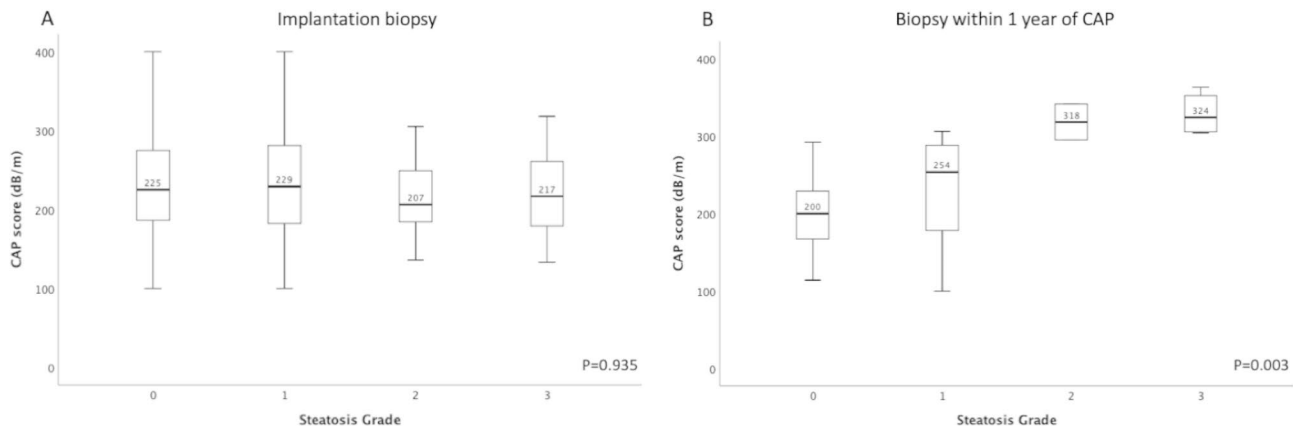 A
Implantation biopsy
400
300
200
100
0
CAP score (dB/m)
225
229
207
217
P=0.935
0 1 2 3
Steatosis Grade
B
Biopsy within 1 year of CAP
400
300
200
100
0
CAP score (dB/m)
200
254
318
324
P=0.003
0 1 2 3
Steatosis Grade